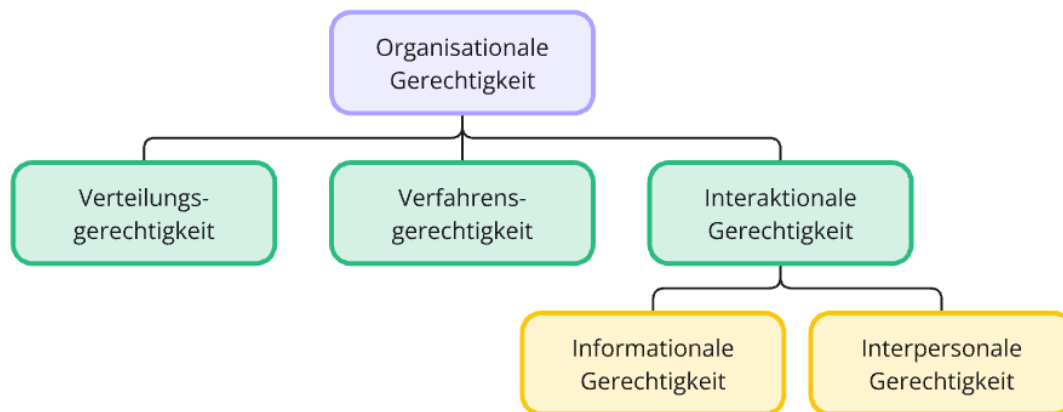 Organisationale
Gerechtigkeit
Verteilungs-
gerechtigkeit
Verfahrens-
gerechtigkeit
Interaktionale
Gerechtigkeit
Informationale
Gerechtigkeit
Interpersonale
Gerechtigkeit